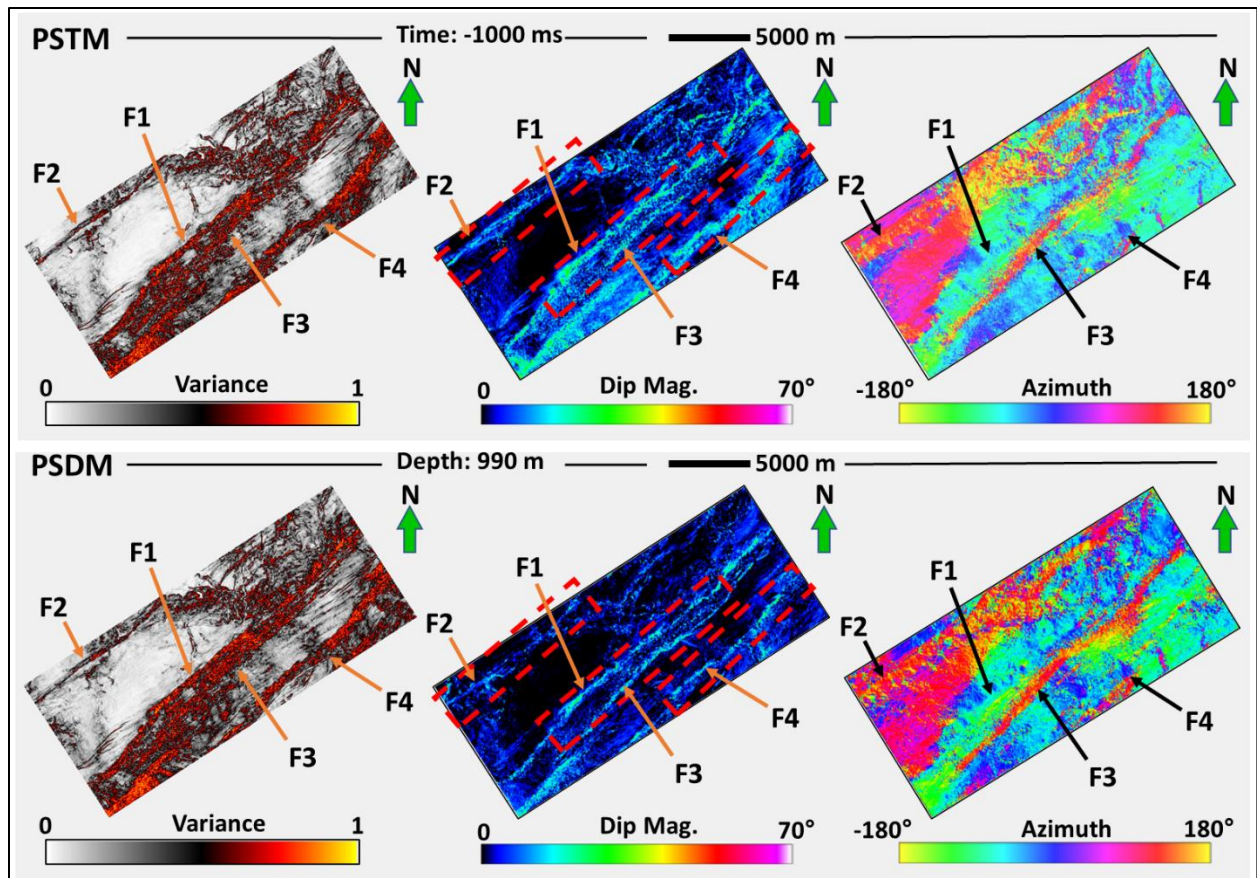 PSTM
Time: -1000 ms
5000 m
N
N
N
F1
F2
F3
F4
F1
F2
F3
F4
F1
F2
F3
F4
0 Variance 1
0 Dip Mag. 70°
-180° Azimuth 180°
PSDM
Depth: 990 m
5000 m
N
N
N
F1
F2
F3
F4
F1
F2
F3
F4
F1
F2
F3
F4
0 Variance 1
0 Dip Mag. 70°
-180° Azimuth 180°